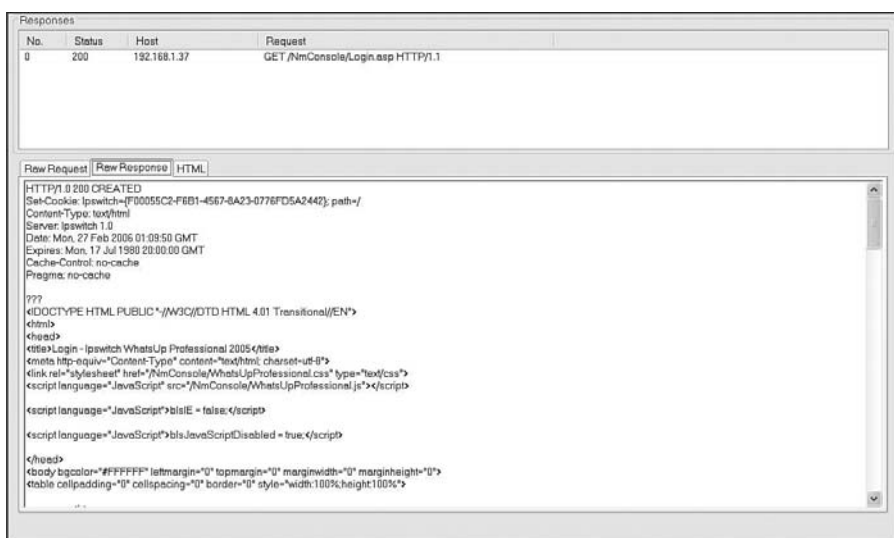 Responses
No. Status Host Request
0 200 192.168.1.37 GET /NmConsole/Login.asp HTTP/1.1
Raw Request Raw Response HTML
HTTP/1.0 200 CREATED
Set-Cookie: Ipswitch={F00055C2-F6B1-4567-8A23-0776FD5A2442}; path=/
Content-Type: text/html
Server: Ipswitch 1.0
Date: Mon, 27 Feb 2006 01:09:50 GMT
Expires: Mon, 17 Jul 1980 20:00:00 GMT
Cache-Control: no-cache
Pragma: no-cache
???
<!DOCTYPE HTML PUBLIC "-//W3C//DTD HTML 4.01 Transitional//EN">
<html>
<head>
<title>Login - Ipswitch WhatsUp Professional 2005</title>
<meta http-equiv="Content-Type" content="text/html; charset=utf-8">
<link rel="stylesheet" href="/NmConsole/WhatsUpProfessional.css" type="text/css">
<script language="JavaScript" src="/NmConsole/WhatsUpProfessional.js"></script>
<script language="JavaScript">bIsIE = false;</script>
<script language="JavaScript">bIsJavaScriptDisabled = true;</script>
</head>
<body bgcolor="#FFFFFF" leftmargin="0" topmargin="0" marginwidth="0" marginheight="0">
<table cellpadding="0" cellspacing="0" border="0" style="width:100%;height:100%">